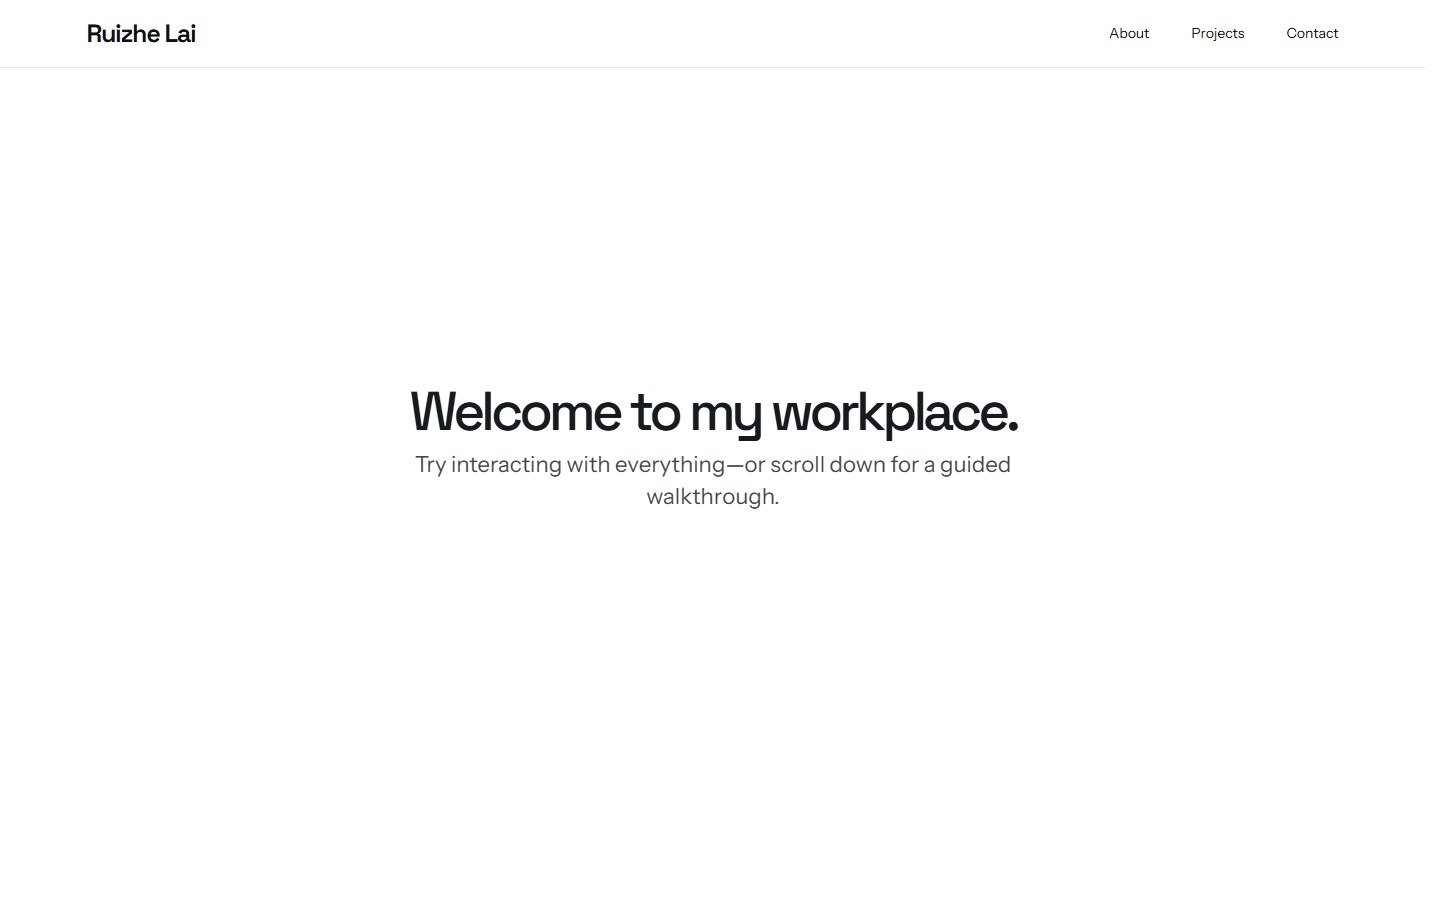 Ruizhe Lai
About Projects Contact
Welcome to my workplace.
Try interacting with everything—or scroll down for a guided
walkthrough.